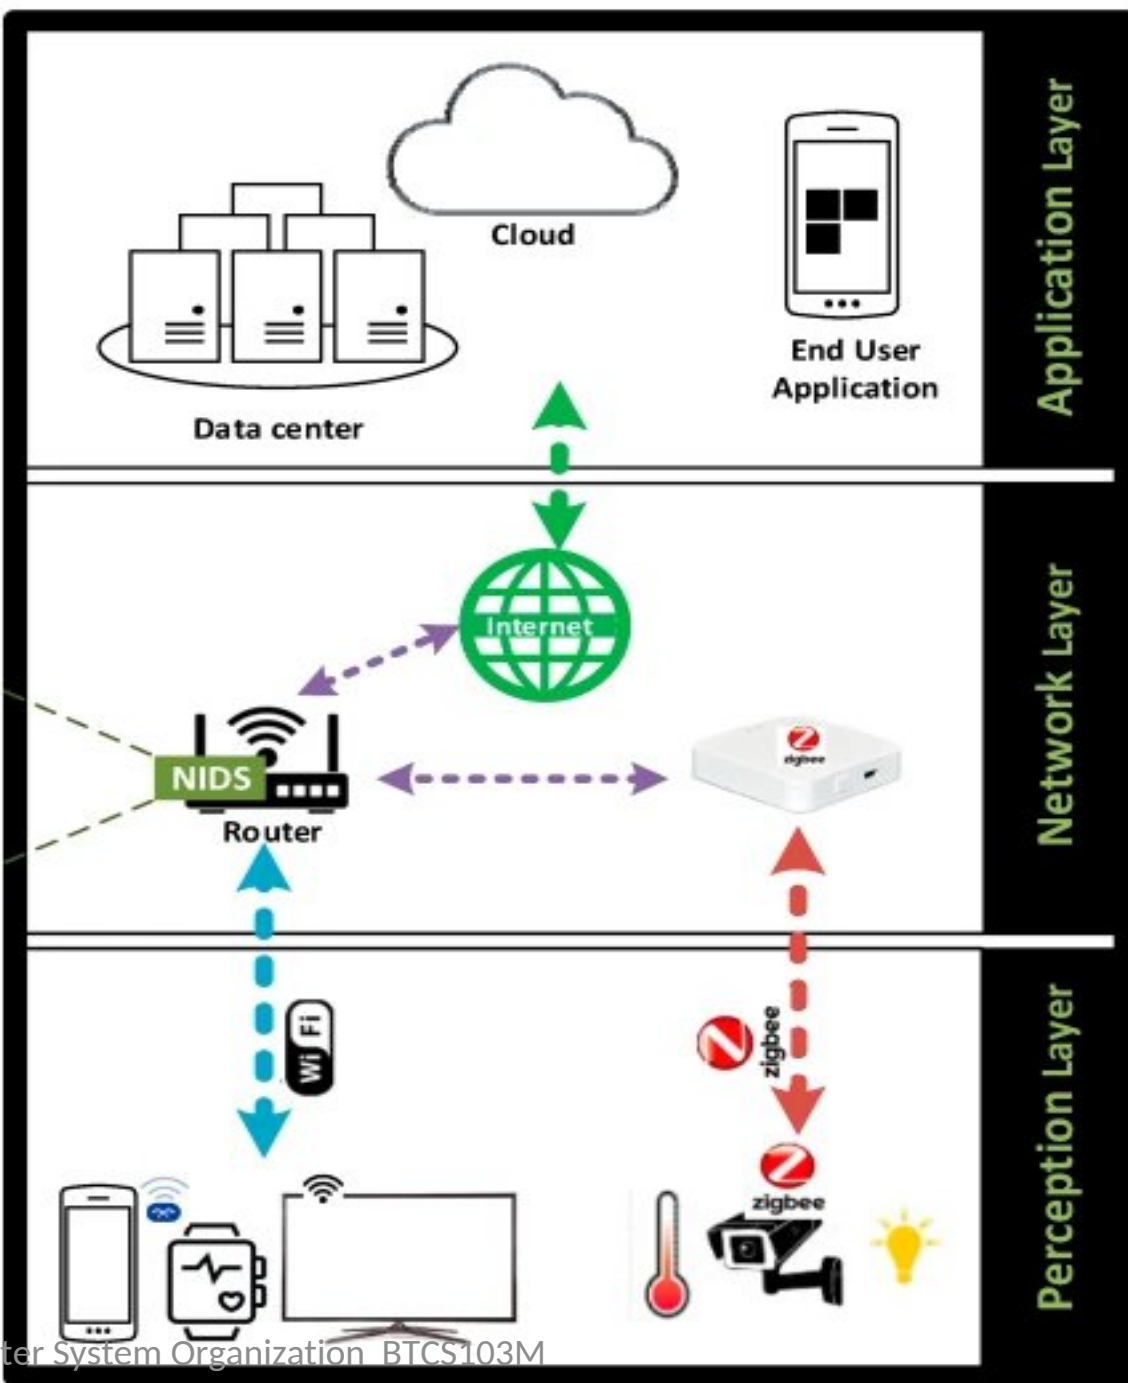 Cloud
End User
Application
Data center
Application Layer
Internet
NIDS
Router
zigbee
Network Layer
Wi Fi
zigbee
zigbee
Perception Layer
ter System Organization BTCS103M